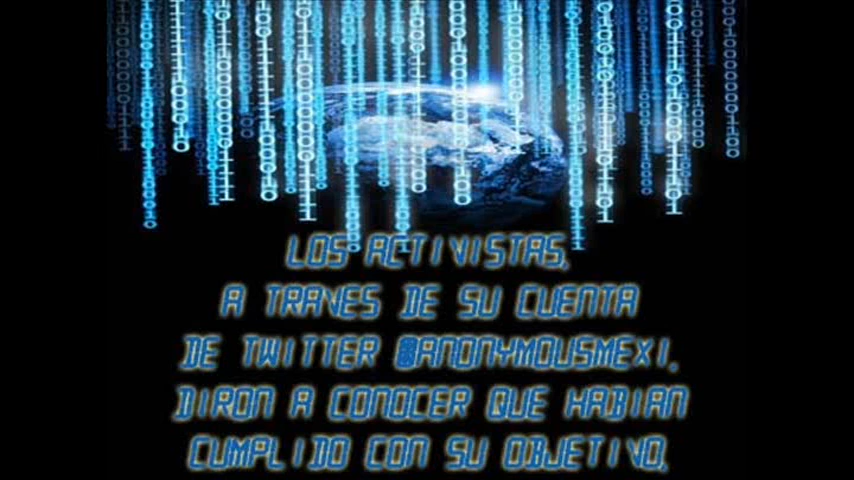 LOS ACTIVISTAS,
A TRAVES DE SU CUENTA
DE TWITTER @ANONYMOUSMEXI,
DIRON A CONOCER QUE HABIAN
CUMPLIDO CON SU OBJETIVO,